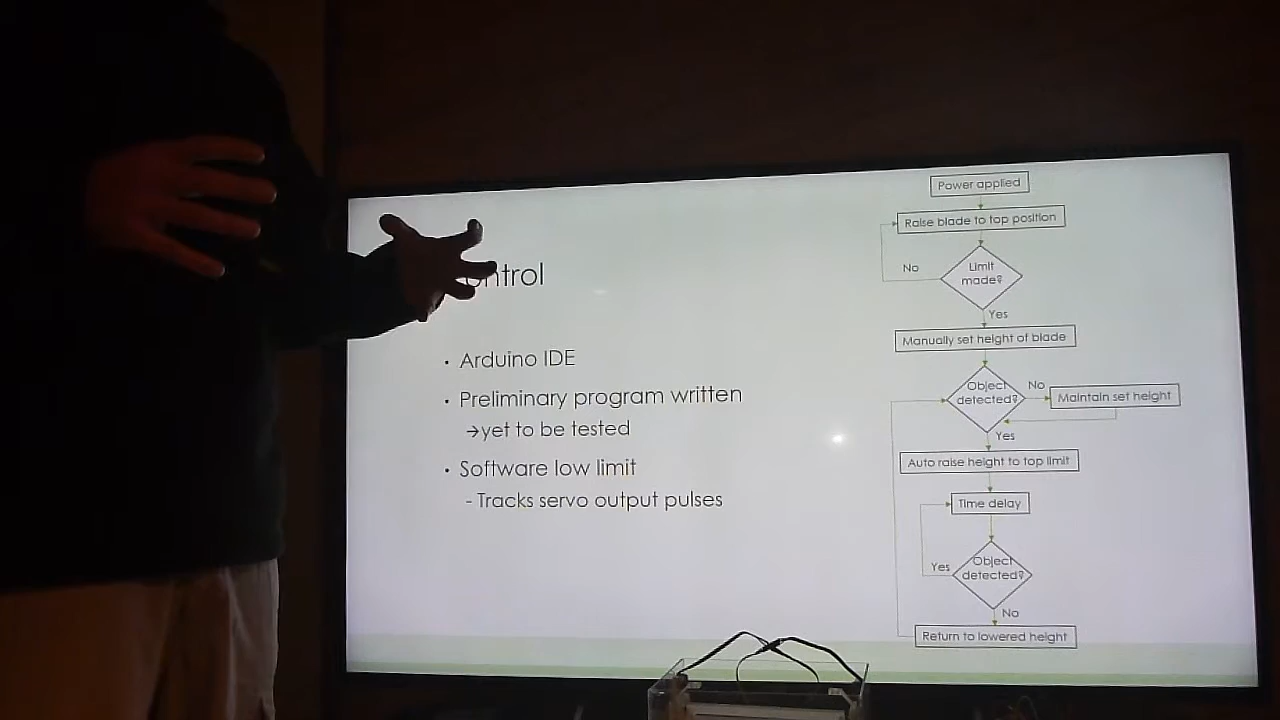 ntrol
• Arduino IDE
• Preliminary program written
→yet to be tested
• Software low limit
- Tracks servo output pulses
Power applied
Raise blade to top position
Limit
made?
No
Yes
Manually set height of blade
Object
detected?
No
Maintain set height
Yes
Auto raise height to top limit
Time delay
Object
detected?
Yes
No
Return to lowered height